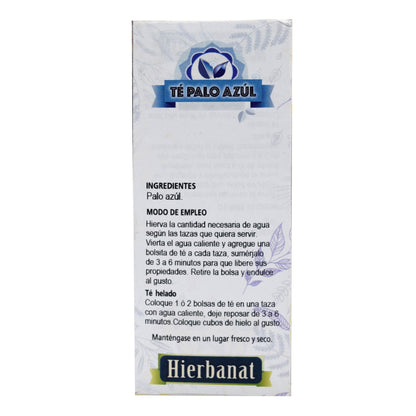 TÉ PALO AZÚL
INGREDIENTES
Palo azúl.
MODO DE EMPLEO
Hierva la cantidad necesaria de agua
según las tazas que quiera servir.
Vierta el agua caliente y agregue una
bolsita de té a cada taza, sumérjalo
de 3 a 6 minutos para que libere sus
propiedades. Retire la bolsa y endulce
al gusto.
Té helado
Coloque 1 ó 2 bolsas de té en una taza
con agua caliente, deje reposar de 3 a 6
minutos.Coloque cubos de hielo al gusto.
Manténgase en un lugar fresco y seco.
Hierbanat